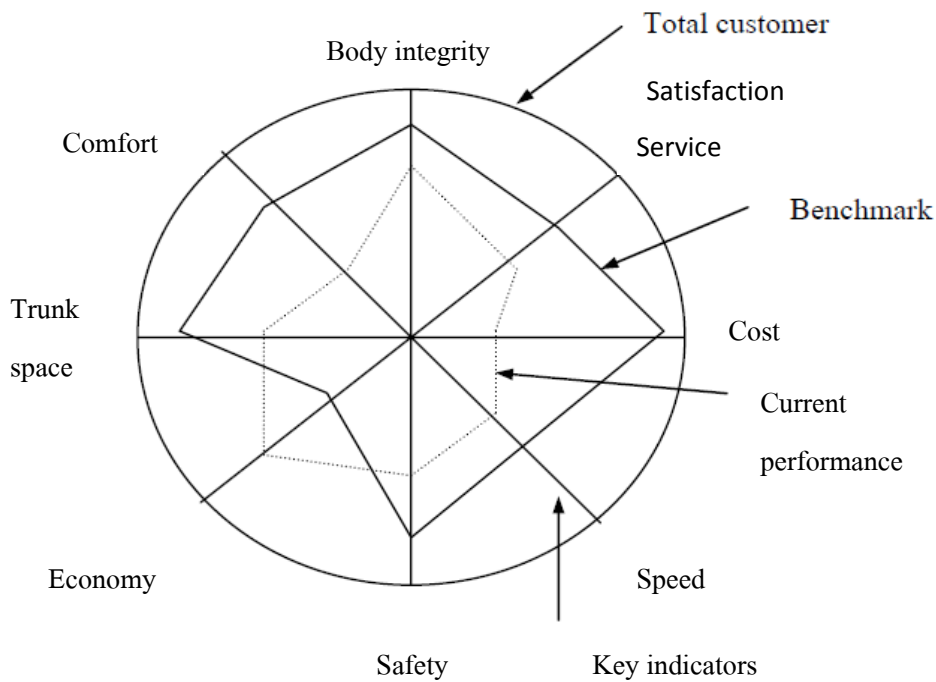 Total customer
Body integrity
Satisfaction
Comfort
Service
Benchmark
Trunk
space
Cost
Current
performance
Economy
Speed
Safety
Key indicators